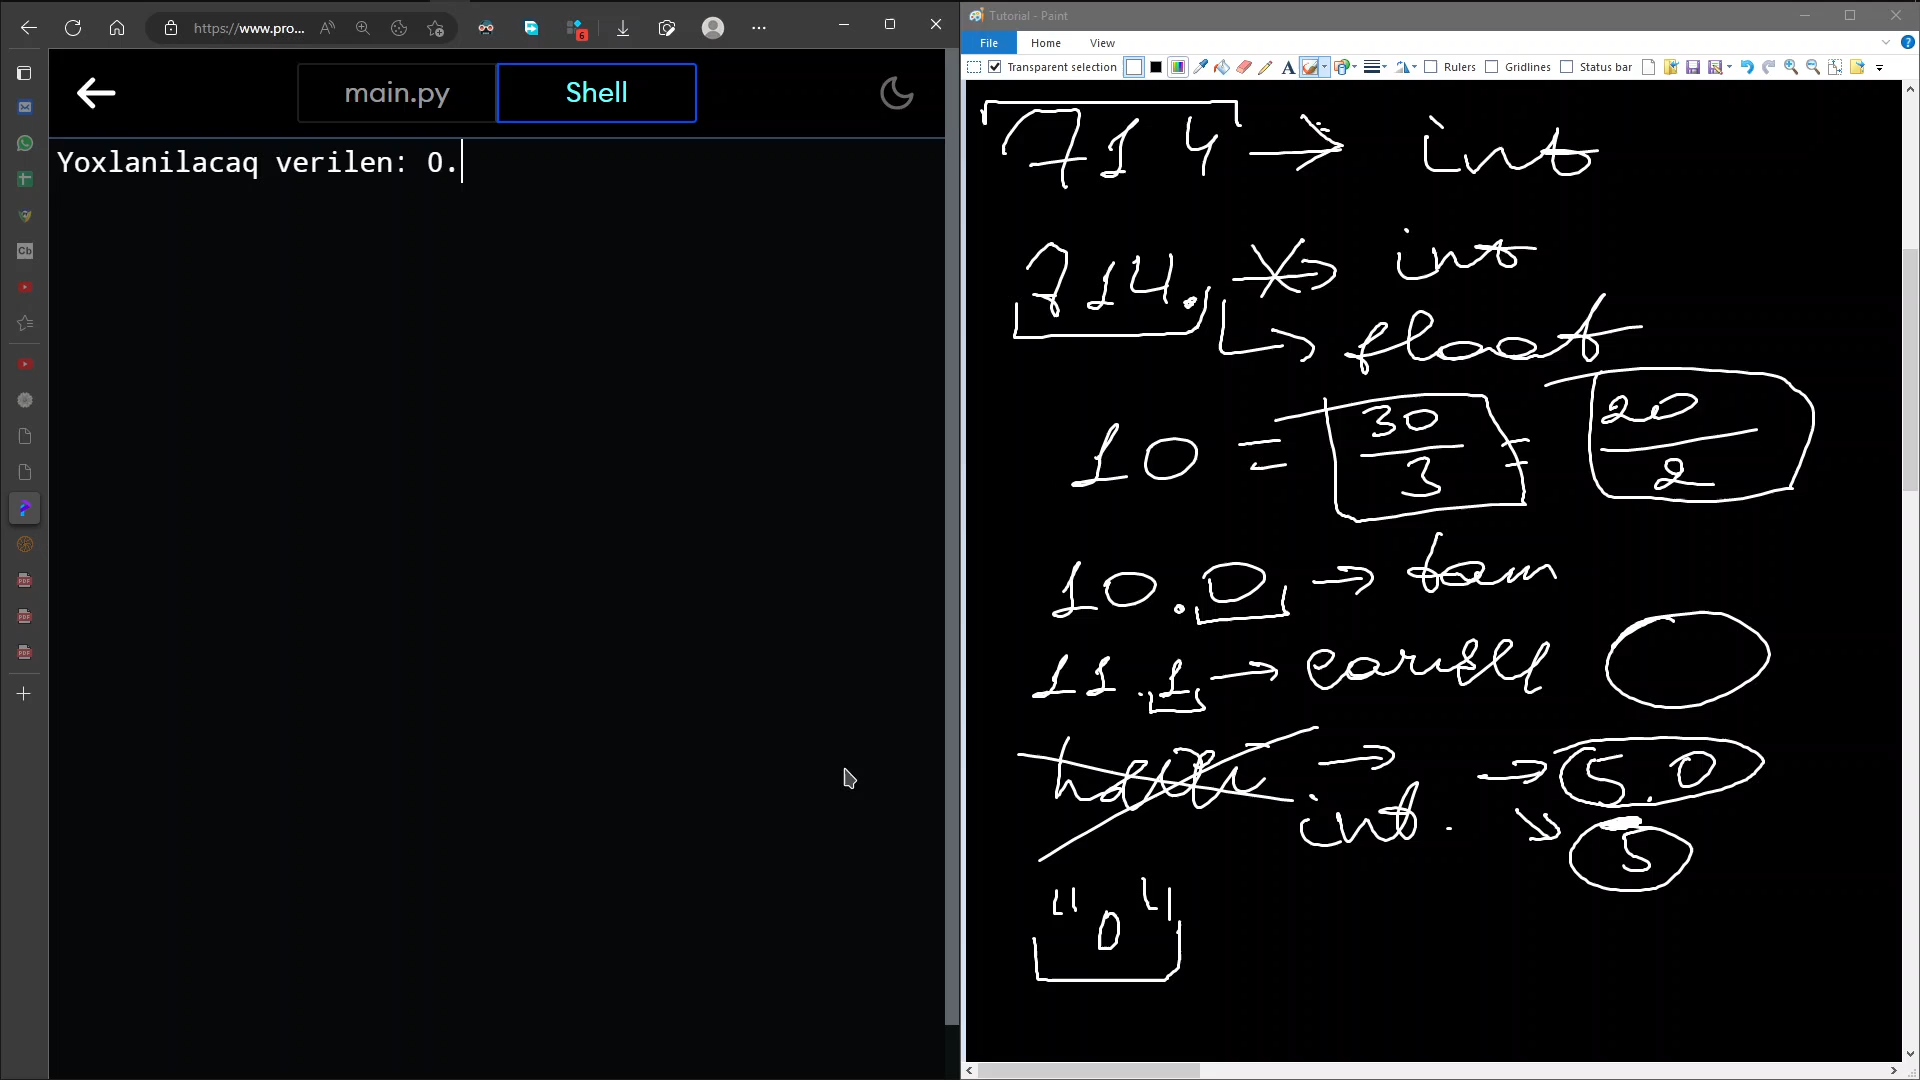 https://www.pro...
6
main.py
Shell
Yoxlanilacaq verilen: 0.
Cb
Tutorial - Paint
File
Home
View
Transparent selection
Rulers
Gridlines
Status bar
714 → int
714. → int
→ float
10 = 30/3 = 20/2
10.0 → tam
11.1 →
→ 5.0
int.
5
"0"